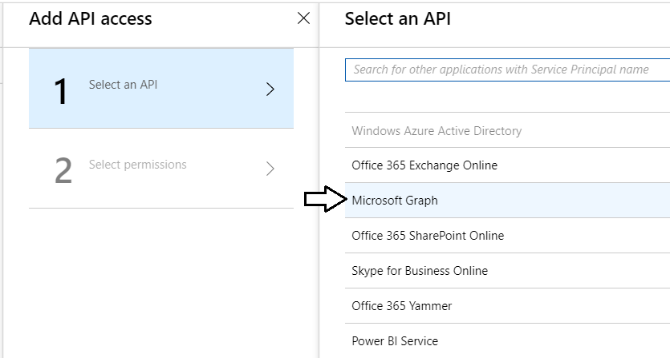 Add API access
1
Select an API
2
Select permissions
Select an API
Search for other applications with Service Principal name
Windows Azure Active Directory
Office 365 Exchange Online
Microsoft Graph
Office 365 SharePoint Online
Skype for Business Online
Office 365 Yammer
Power BI Service